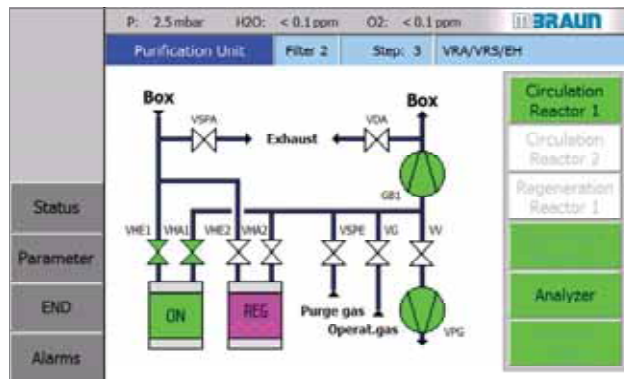 P: 2.5 mbar H2O: < 0.1 ppm O2: < 0.1 ppm BRAUN
Purification Unit Filter 2 Step: 3 VRA/VRS/EH
Box
Box
VSPA
VDA
Exhaust
GB1
VHE1 VHA1 VHE2 VHA2
VSPE VG VV
ON
REG
Purge gas
Operat.gas
VPG
Status
Parameter
END
Alarms
Circulation
Reactor 1
Circulation
Reactor 2
Regeneration
Reactor 1
Analyzer